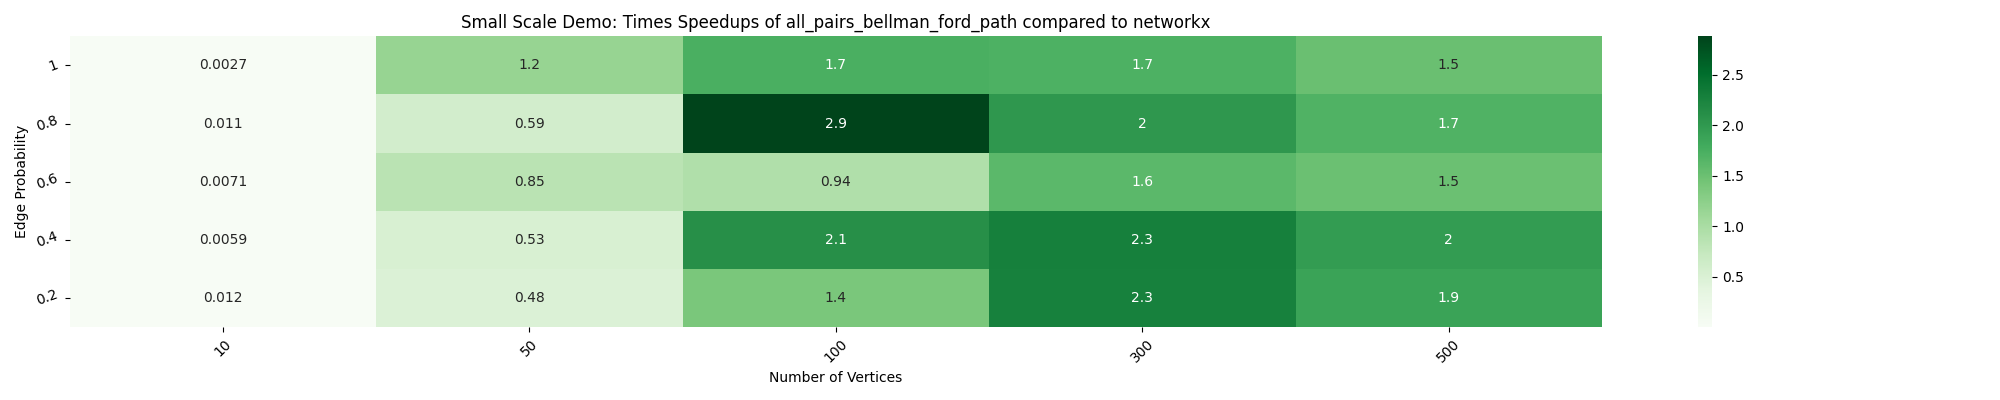 Small Scale Demo: Times Speedups of all_pairs_bellman_ford_path compared to networkx
Edge Probability
1 0.0027 1.2 1.7 1.7 1.5
0.8 0.011 0.59 2.9 2 1.7
0.6 0.0071 0.85 0.94 1.6 1.5
0.4 0.0059 0.53 2.1 2.3 2
0.2 0.012 0.48 1.4 2.3 1.9
10 50 100 300 500
Number of Vertices
2.5
2.0
1.5
1.0
0.5